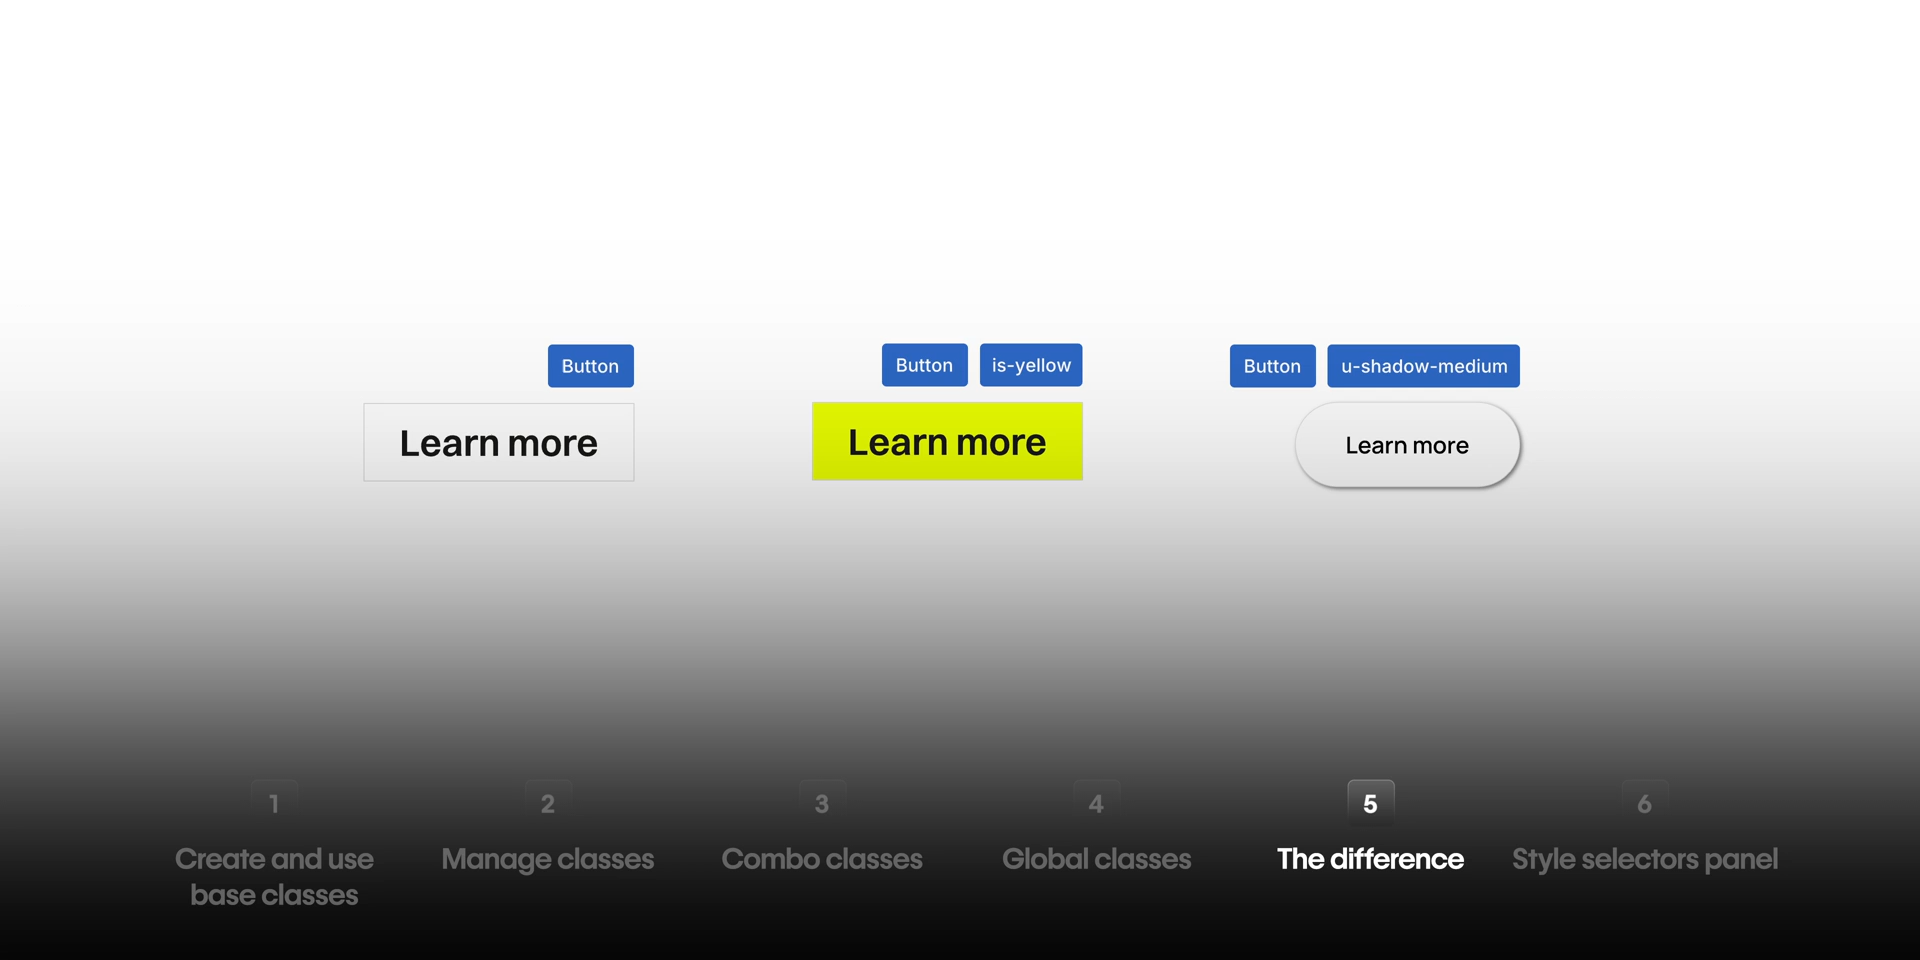 Button
Button is-yellow
Button u-shadow-medium
Learn more
Learn more
Learn more
1
2
3
4
5
6
Create and use
base classes
Manage classes
Combo classes
Global classes
The difference
Style selectors panel